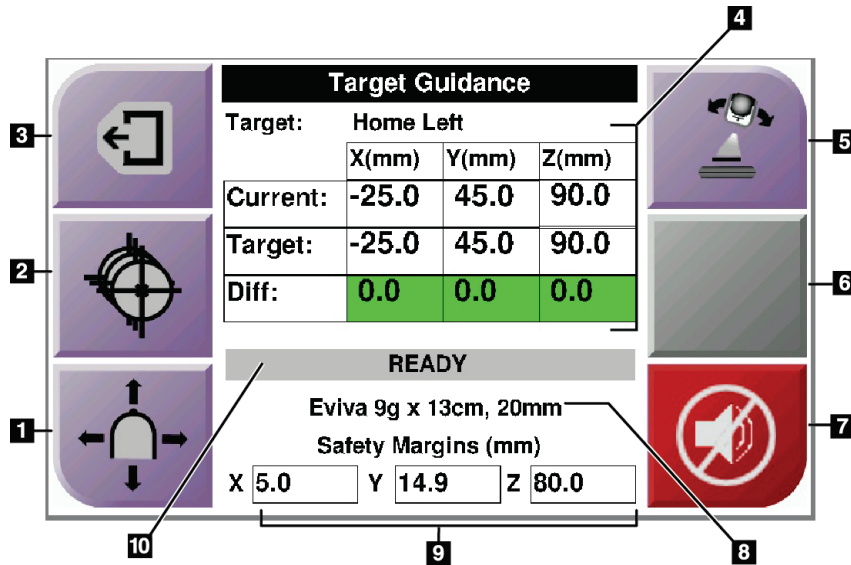 4
Target Guidance
3
Target: Home Left
5
X(mm) Y(mm) Z(mm)
Current: -25.0 45.0 90.0
Target: -25.0 45.0 90.0
2
Diff: 0.0 0.0 0.0
6
READY
Eviva 9g x 13cm, 20mm
1
7
Safety Margins (mm)
X 5.0 Y 14.9 Z 80.0
10
9
8